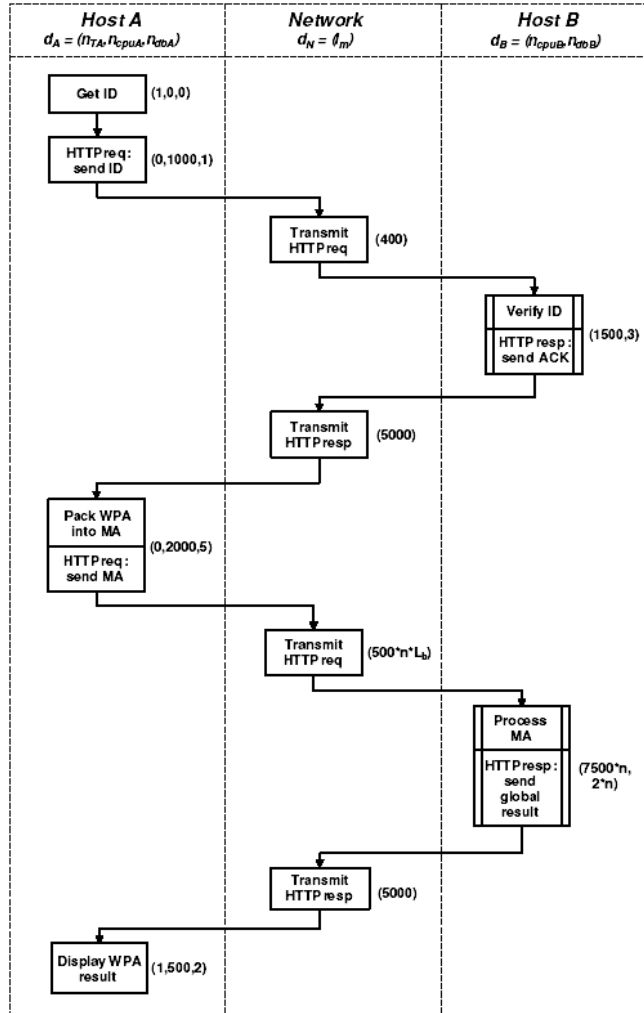 Host A
d_A = (n_TA,n_cpuA,n_dbA)
Network
d_N = (l_m)
Host B
d_B = (n_cpuB,n_dbB)
Get ID
(1,0,0)
HTTPreq:
send ID
(0,1000,1)
Transmit
HTTPreq
(400)
Verify ID
HTTPresp:
send ACK
(1500,3)
Transmit
HTTPresp
(5000)
Pack WPA
into MA
HTTPreq:
send MA
(0,2000,5)
Transmit
HTTPreq
(500*n*L_b)
Process
MA
HTTPresp:
send
global
result
(7500*n,
2*n)
Transmit
HTTPresp
(5000)
Display WPA
result
(1,500,2)